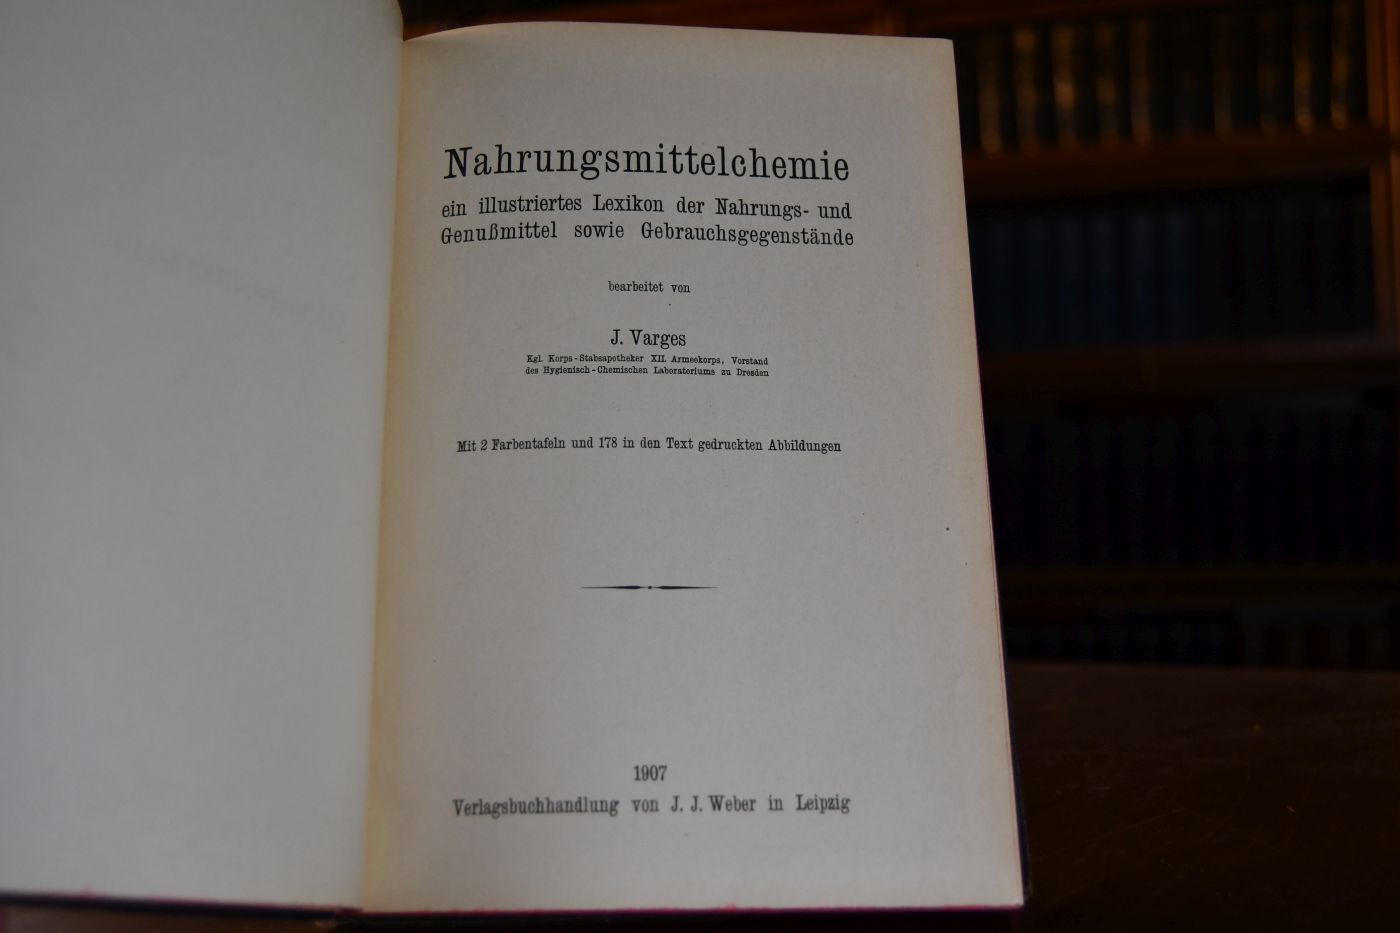 Nahrungsmittelchemie
ein illustriertes Lexikon der Nahrungs- und
Genußmittel sowie Gebrauchsgegenstände
bearbeitet von
J. Varges
Kgl. Korps-Stabsapotheker XII. Armeekorps, Vorstand
des Hygienisch-Chemischen Laboratoriums zu Dresden
Mit 2 Farbentafeln und 178 in den Text gedruckten Abbildungen
1907
Verlagsbuchhandlung von J. J. Weber in Leipzig